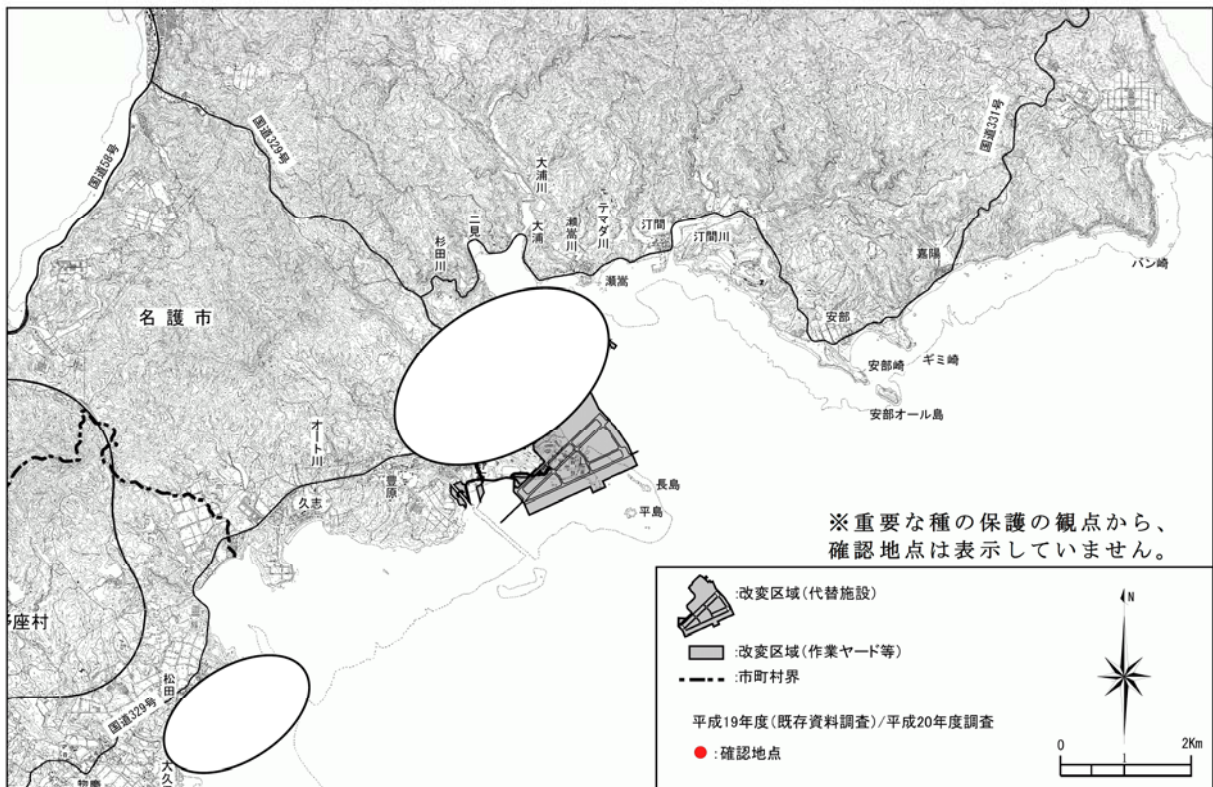 国道58号
国道329号
国道331号
大浦川
テマダ川
瀬嵩川
大浦
二見
杉田川
汀間
汀間川
瀬嵩
嘉陽
バン崎
名護市
安部
安部崎
ギミ崎
安部オール島
オート川
豊原
久志
長島
平島
※重要な種の保護の観点から、
確認地点は表示していません。
座村
松田
国道329号
大久
:改変区域(代替施設)
:改変区域(作業ヤード等)
:市町村界
平成19年度(既存資料調査)/平成20年度調査
:確認地点
N
0 1 2Km